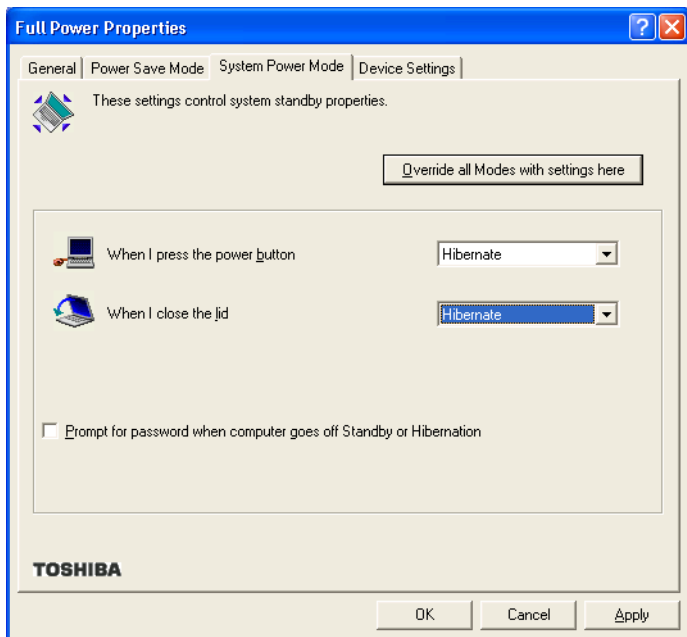 Full Power Properties
General Power Save Mode System Power Mode Device Settings
These settings control system standby properties.
Override all Modes with settings here
When I press the power button Hibernate
When I close the lid Hibernate
Prompt for password when computer goes off Standby or Hibernation
TOSHIBA
OK Cancel Apply